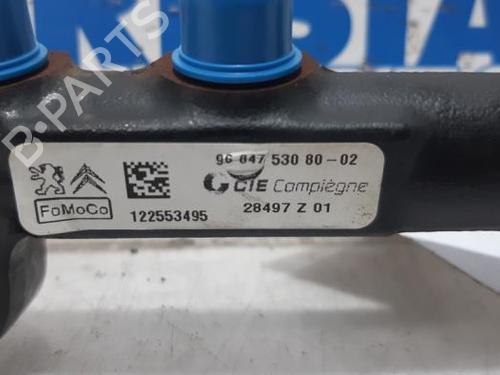 96 847 530 80-02
CIE Compiègne
FoMoCo
122553495
28497 Z 01
B-PARTS